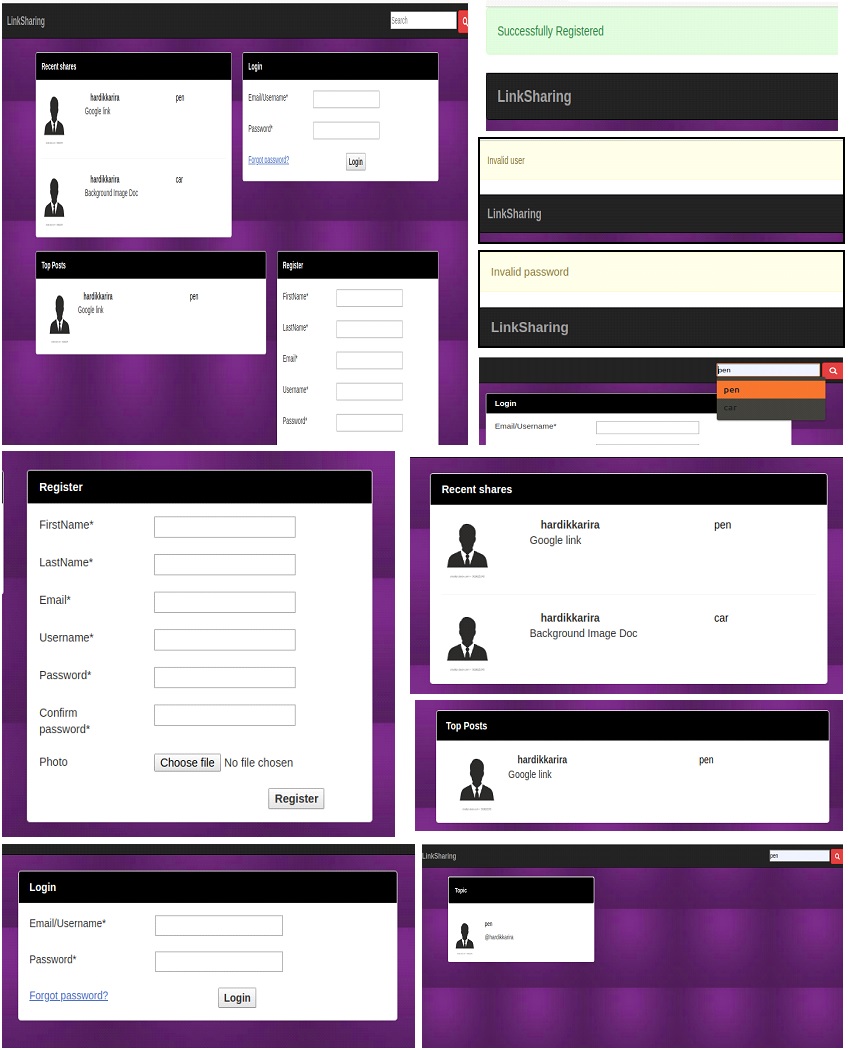 LinkSharing
Search
Recent shares
hardikkarira pen
Google link
hardikkarira car
Background Image Doc
Login
Email/Username*
Password*
Forgot password? Login
Top Posts
hardikkarira pen
Google link
Register
FirstName*
LastName*
Email*
Username*
Password*
Successfully Registered
LinkSharing
Invalid user
LinkSharing
Invalid password
LinkSharing
pen
pen
car
Login
Email/Username*
Register
FirstName*
LastName*
Email*
Username*
Password*
Confirm
password*
Photo Choose file No file chosen
Register
Recent shares
hardikkarira pen
Google link
hardikkarira car
Background Image Doc
Top Posts
hardikkarira pen
Google link
Login
Email/Username*
Password*
Forgot password? Login
LinkSharing
pen
Topic
pen
@hardikkarira